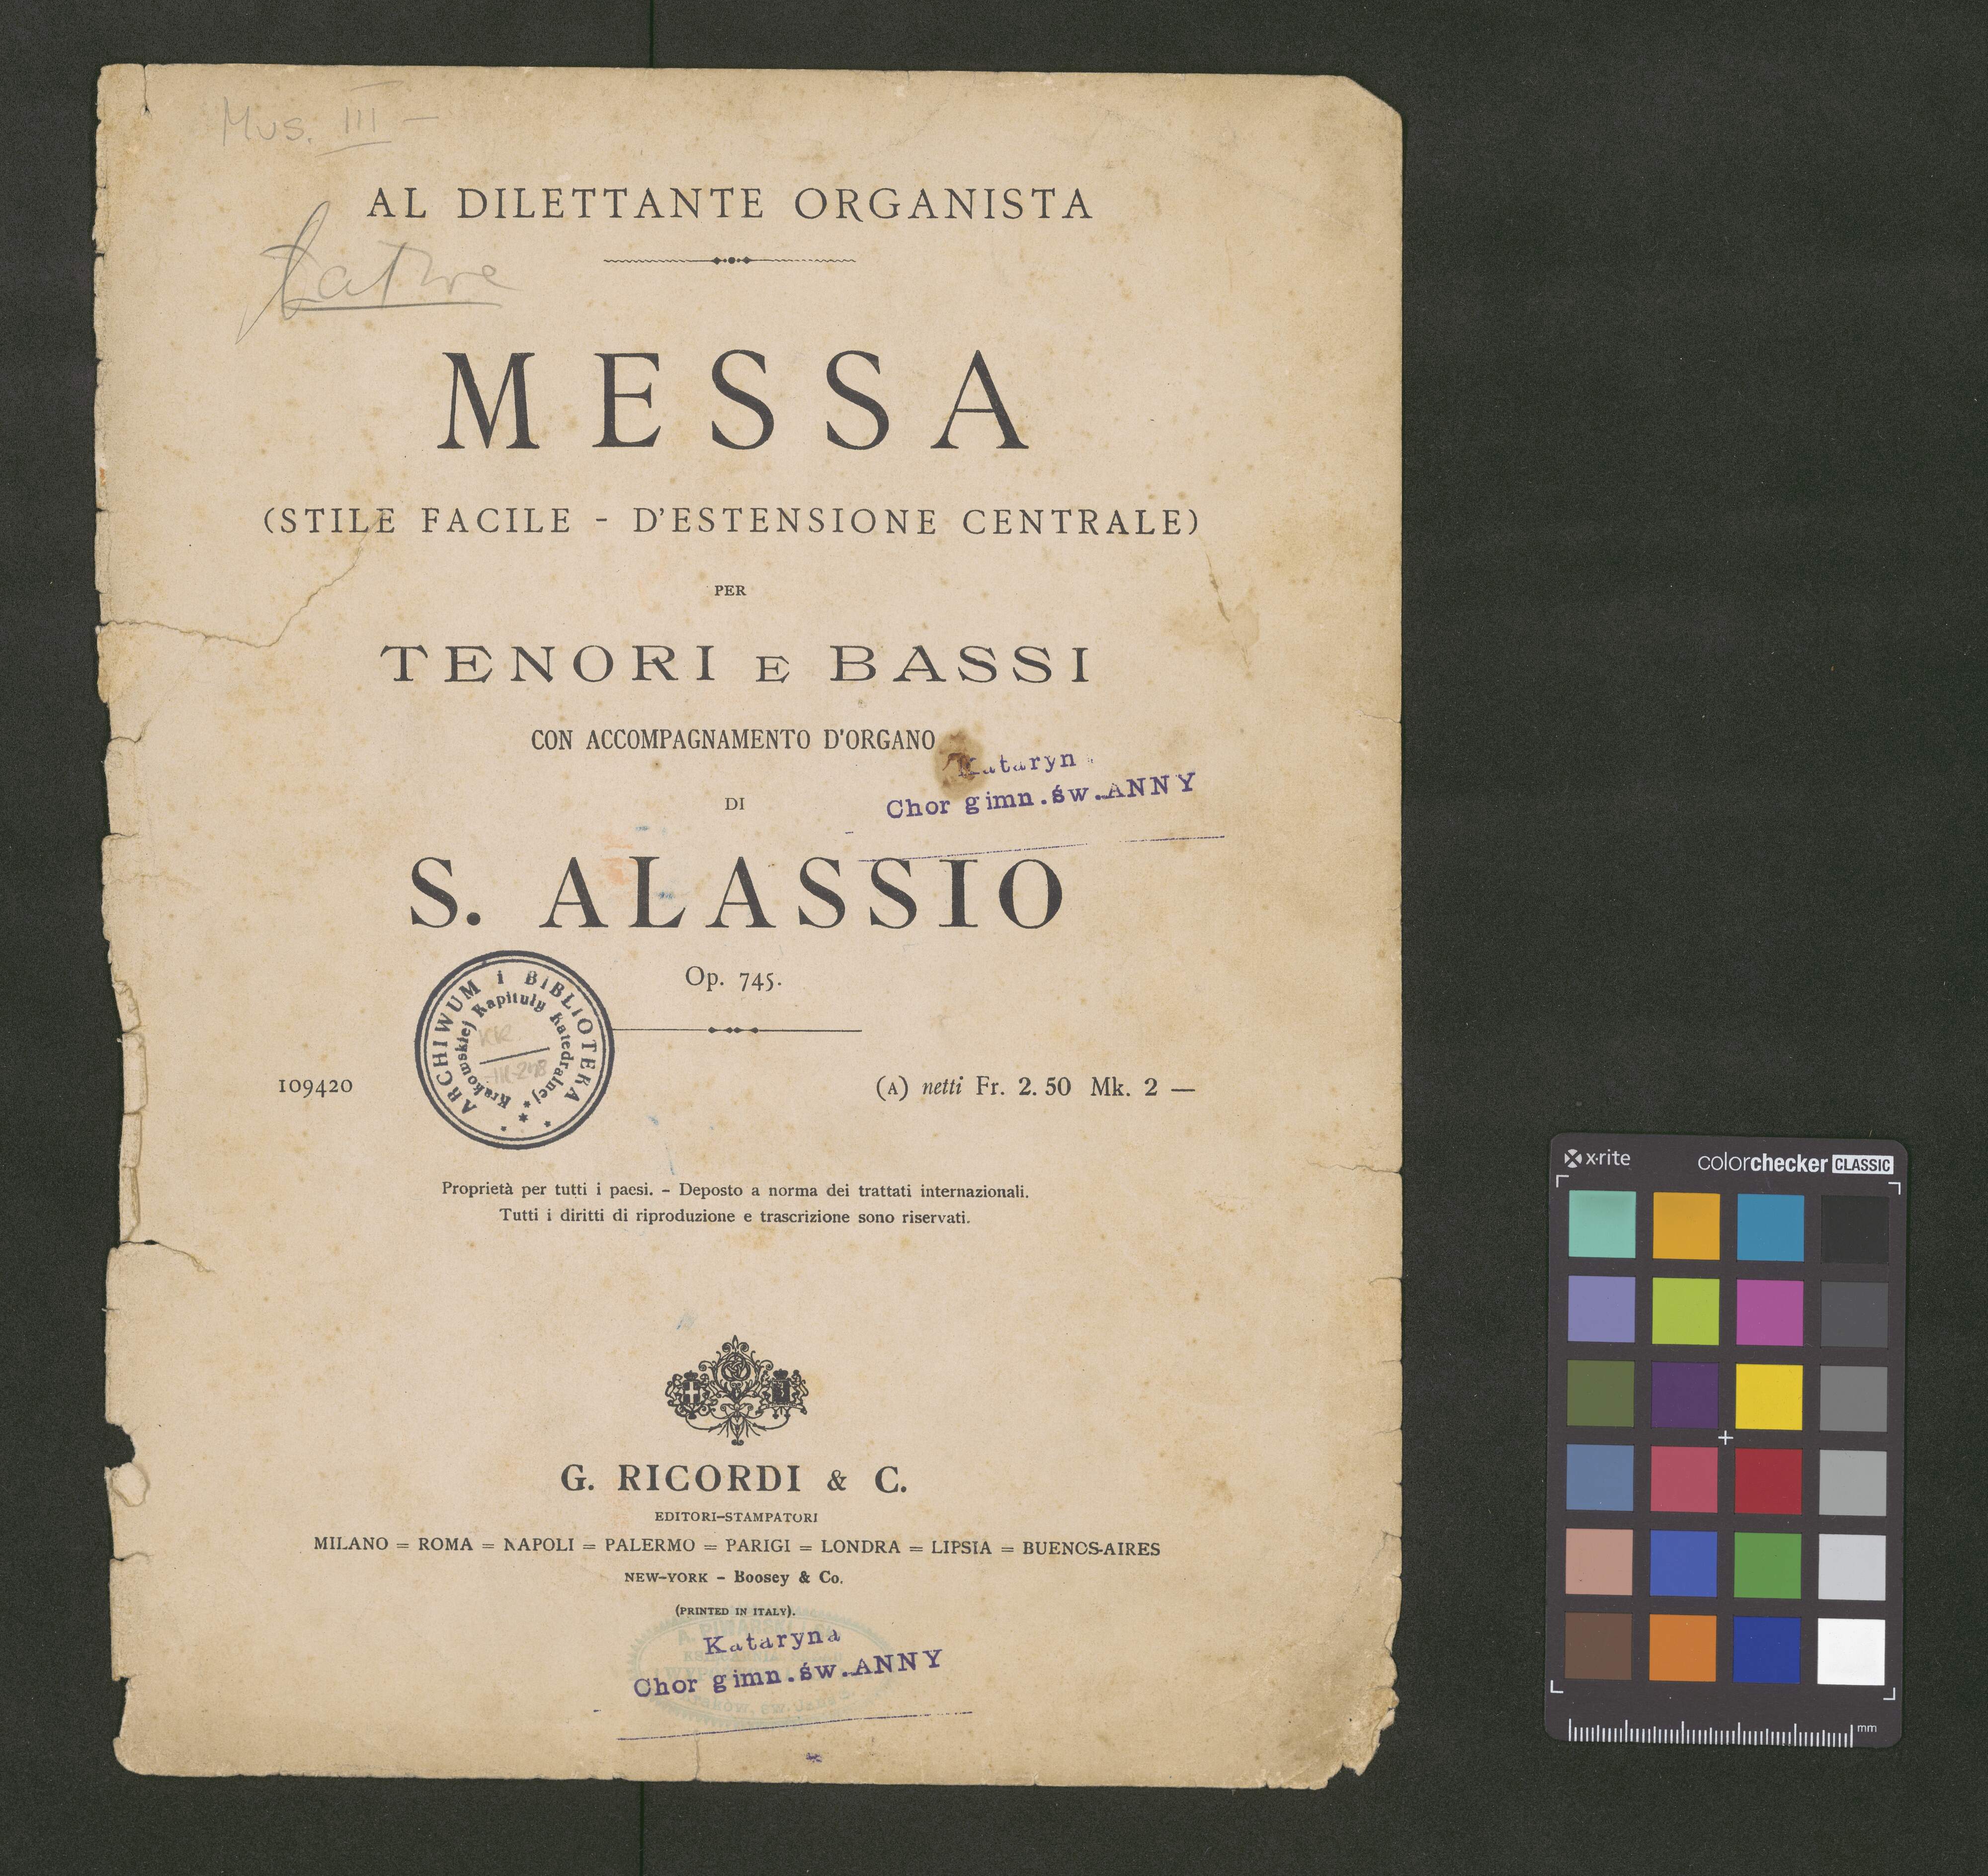 Mus. III –
AL DILETTANTE ORGANISTA
MESSA
(STILE FACILE - D'ESTENSIONE CENTRALE)
PER
TENORI E BASSI
CON ACCOMPAGNAMENTO D'ORGANO
Kataryn
Chor gimn. św. ANNY
DI
S. ALASSIO
Op. 745.
ARCHIWUM i BiBLiOTEKA
Krakowskiej Kapituły Katedralnej
109420
(A) netti Fr. 2. 50 Mk. 2 —
Proprietà per tutti i paesi. – Deposto a norma dei trattati internazionali.
Tutti i diritti di riproduzione e trascrizione sono riservati.
G. RICORDI & C.
EDITORI–STAMPATORI
MILANO = ROMA = NAPOLI = PALERMO = PARIGI = LONDRA = LIPSIA = BUENOS-AIRES
NEW–YORK – Boosey & Co.
(PRINTED IN ITALY).
Kataryna
Chor gimn. św. ANNY
x·rite
colorchecker CLASSIC
mm